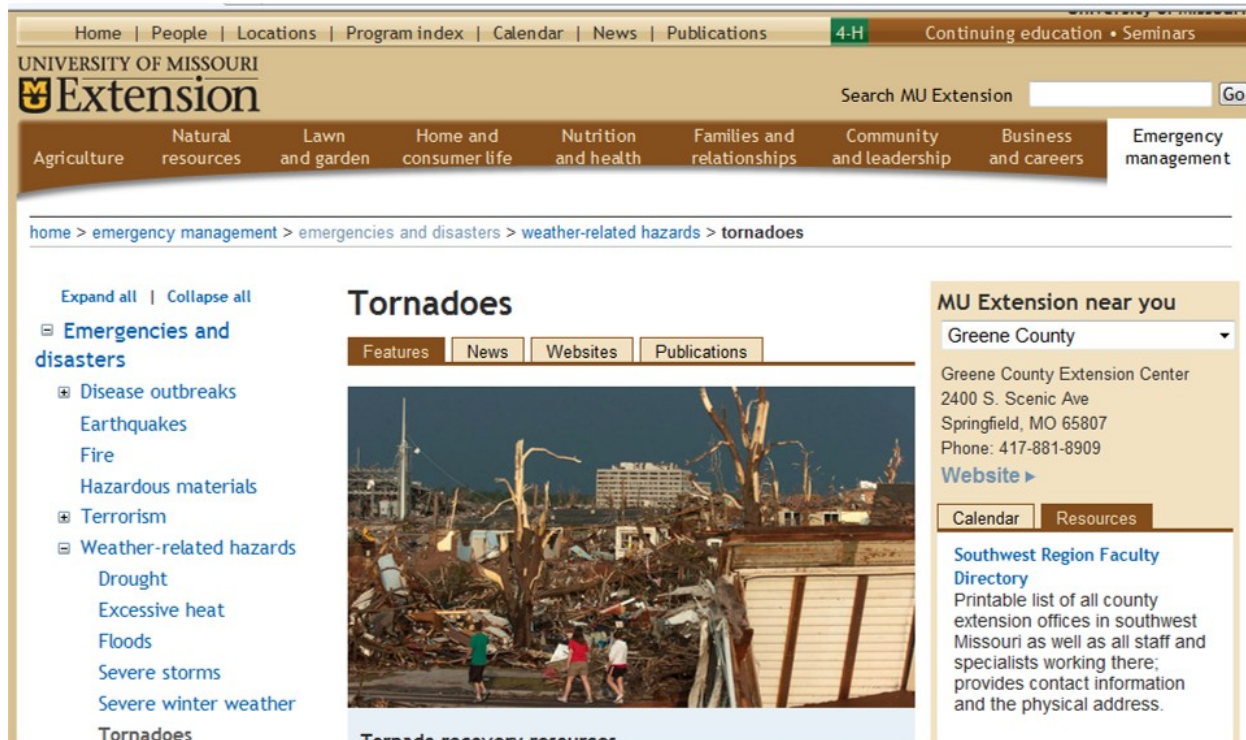 Home | People | Locations | Program index | Calendar | News | Publications
4-H
Continuing education • Seminars
UNIVERSITY OF MISSOURI
Extension
Search MU Extension
Go
Agriculture
Natural
resources
Lawn
and garden
Home and
consumer life
Nutrition
and health
Families and
relationships
Community
and leadership
Business
and careers
Emergency
management
home > emergency management > emergencies and disasters > weather-related hazards > tornadoes
Expand all | Collapse all
Emergencies and
disasters
Disease outbreaks
Earthquakes
Fire
Hazardous materials
Terrorism
Weather-related hazards
Drought
Excessive heat
Floods
Severe storms
Severe winter weather
Tornadoes
Tornadoes
Features
News
Websites
Publications
Tornado recovery resources
MU Extension near you
Greene County
Greene County Extension Center
2400 S. Scenic Ave
Springfield, MO 65807
Phone: 417-881-8909
Website
Calendar
Resources
Southwest Region Faculty
Directory
Printable list of all county
extension offices in southwest
Missouri as well as all staff and
specialists working there;
provides contact information
and the physical address.